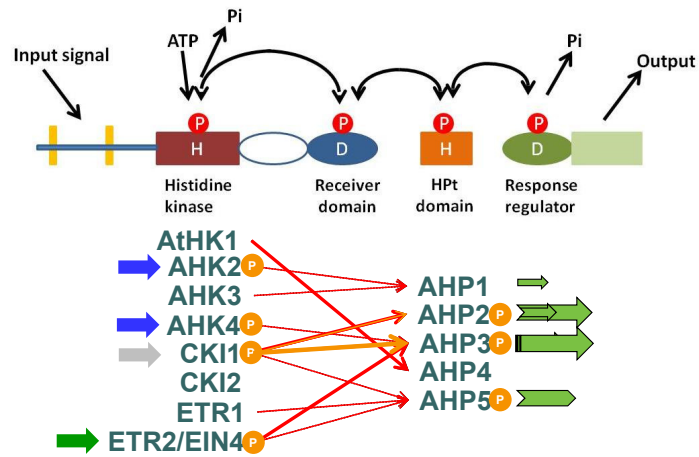 Pi
ATP
Pi
Input signal
Output
P
P
P
P
H
D
H
D
Histidine
kinase
Receiver
domain
HPt
domain
Response
regulator
AtHK1
AHK2 P
AHK3
AHK4 P
CKI1 P
CKI2
ETR1
ETR2/EIN4 P
AHP1
AHP2 P
AHP3 P
AHP4
AHP5 P